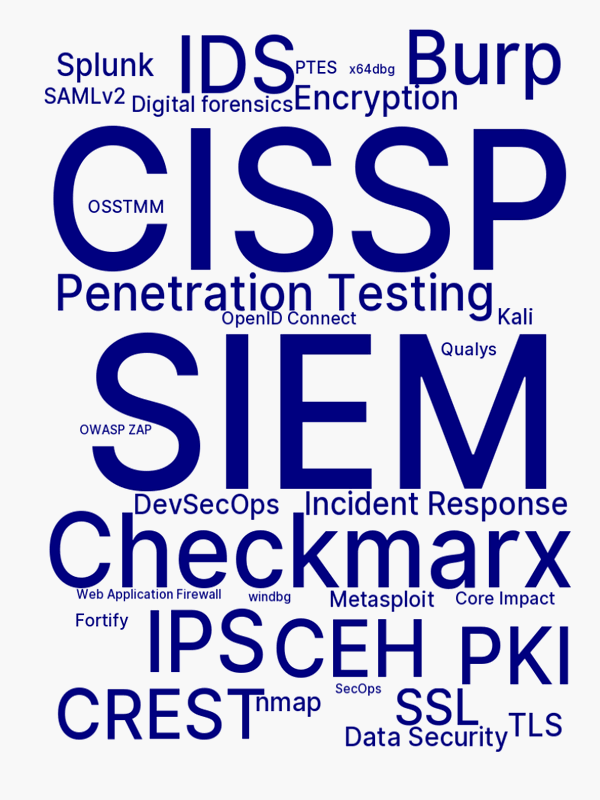 Splunk
IDS
PTES
x64dbg
Burp
SAMLv2
Digital forensics
Encryption
CISSP
OSSTMM
Penetration Testing
OpenID Connect
Kali
SIEM
Qualys
OWASP ZAP
DevSecOps
Incident Response
Checkmarx
Web Application Firewall
windbg
Metasploit
Core Impact
Fortify
IPS
CEH
PKI
CREST
nmap
SecOps
SSL
TLS
Data Security